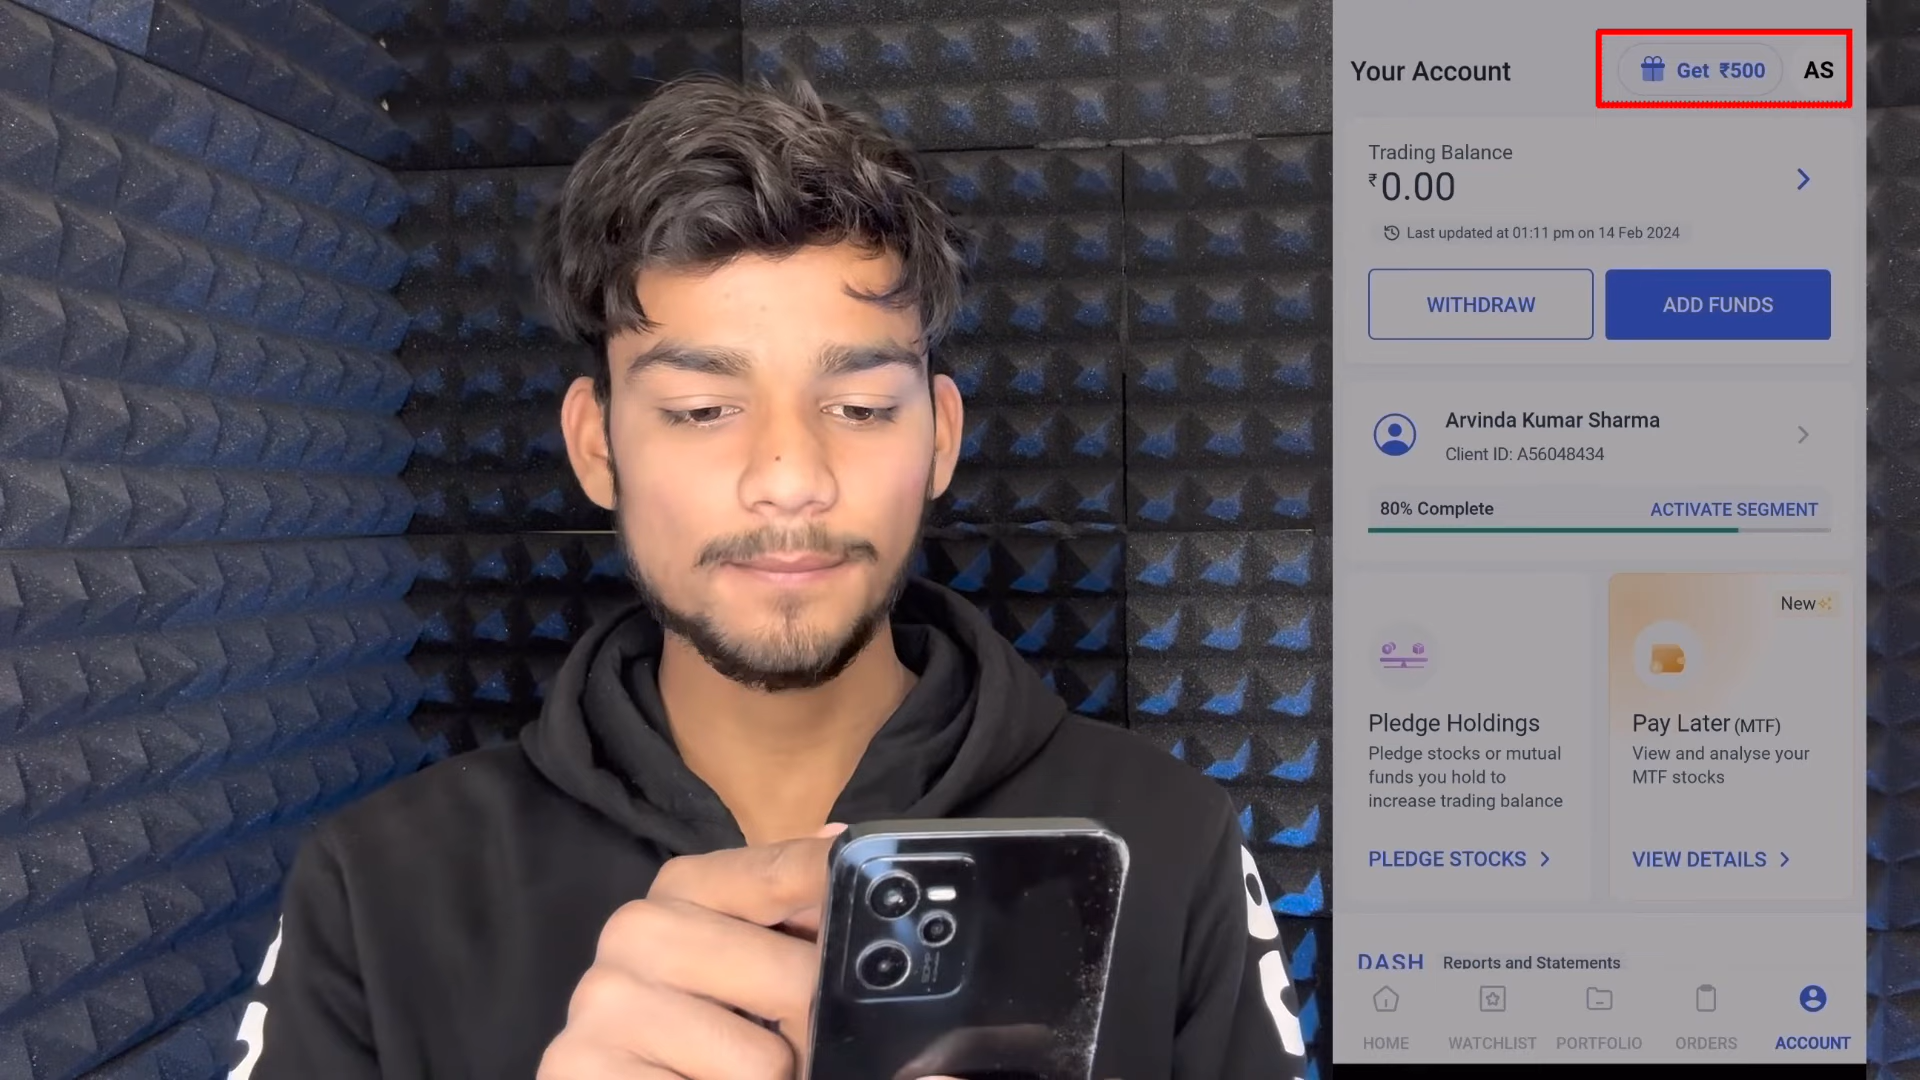 Your Account
Get ₹500
AS
Trading Balance
₹0.00
Last updated at 01:11 pm on 14 Feb 2024
WITHDRAW
ADD FUNDS
Arvinda Kumar Sharma
Client ID: A56048434
80% Complete
ACTIVATE SEGMENT
New
Pledge Holdings
Pledge stocks or mutual
funds you hold to
increase trading balance
PLEDGE STOCKS
Pay Later (MTF)
View and analyse your
MTF stocks
VIEW DETAILS
DASH
Reports and Statements
HOME
WATCHLIST
PORTFOLIO
ORDERS
ACCOUNT